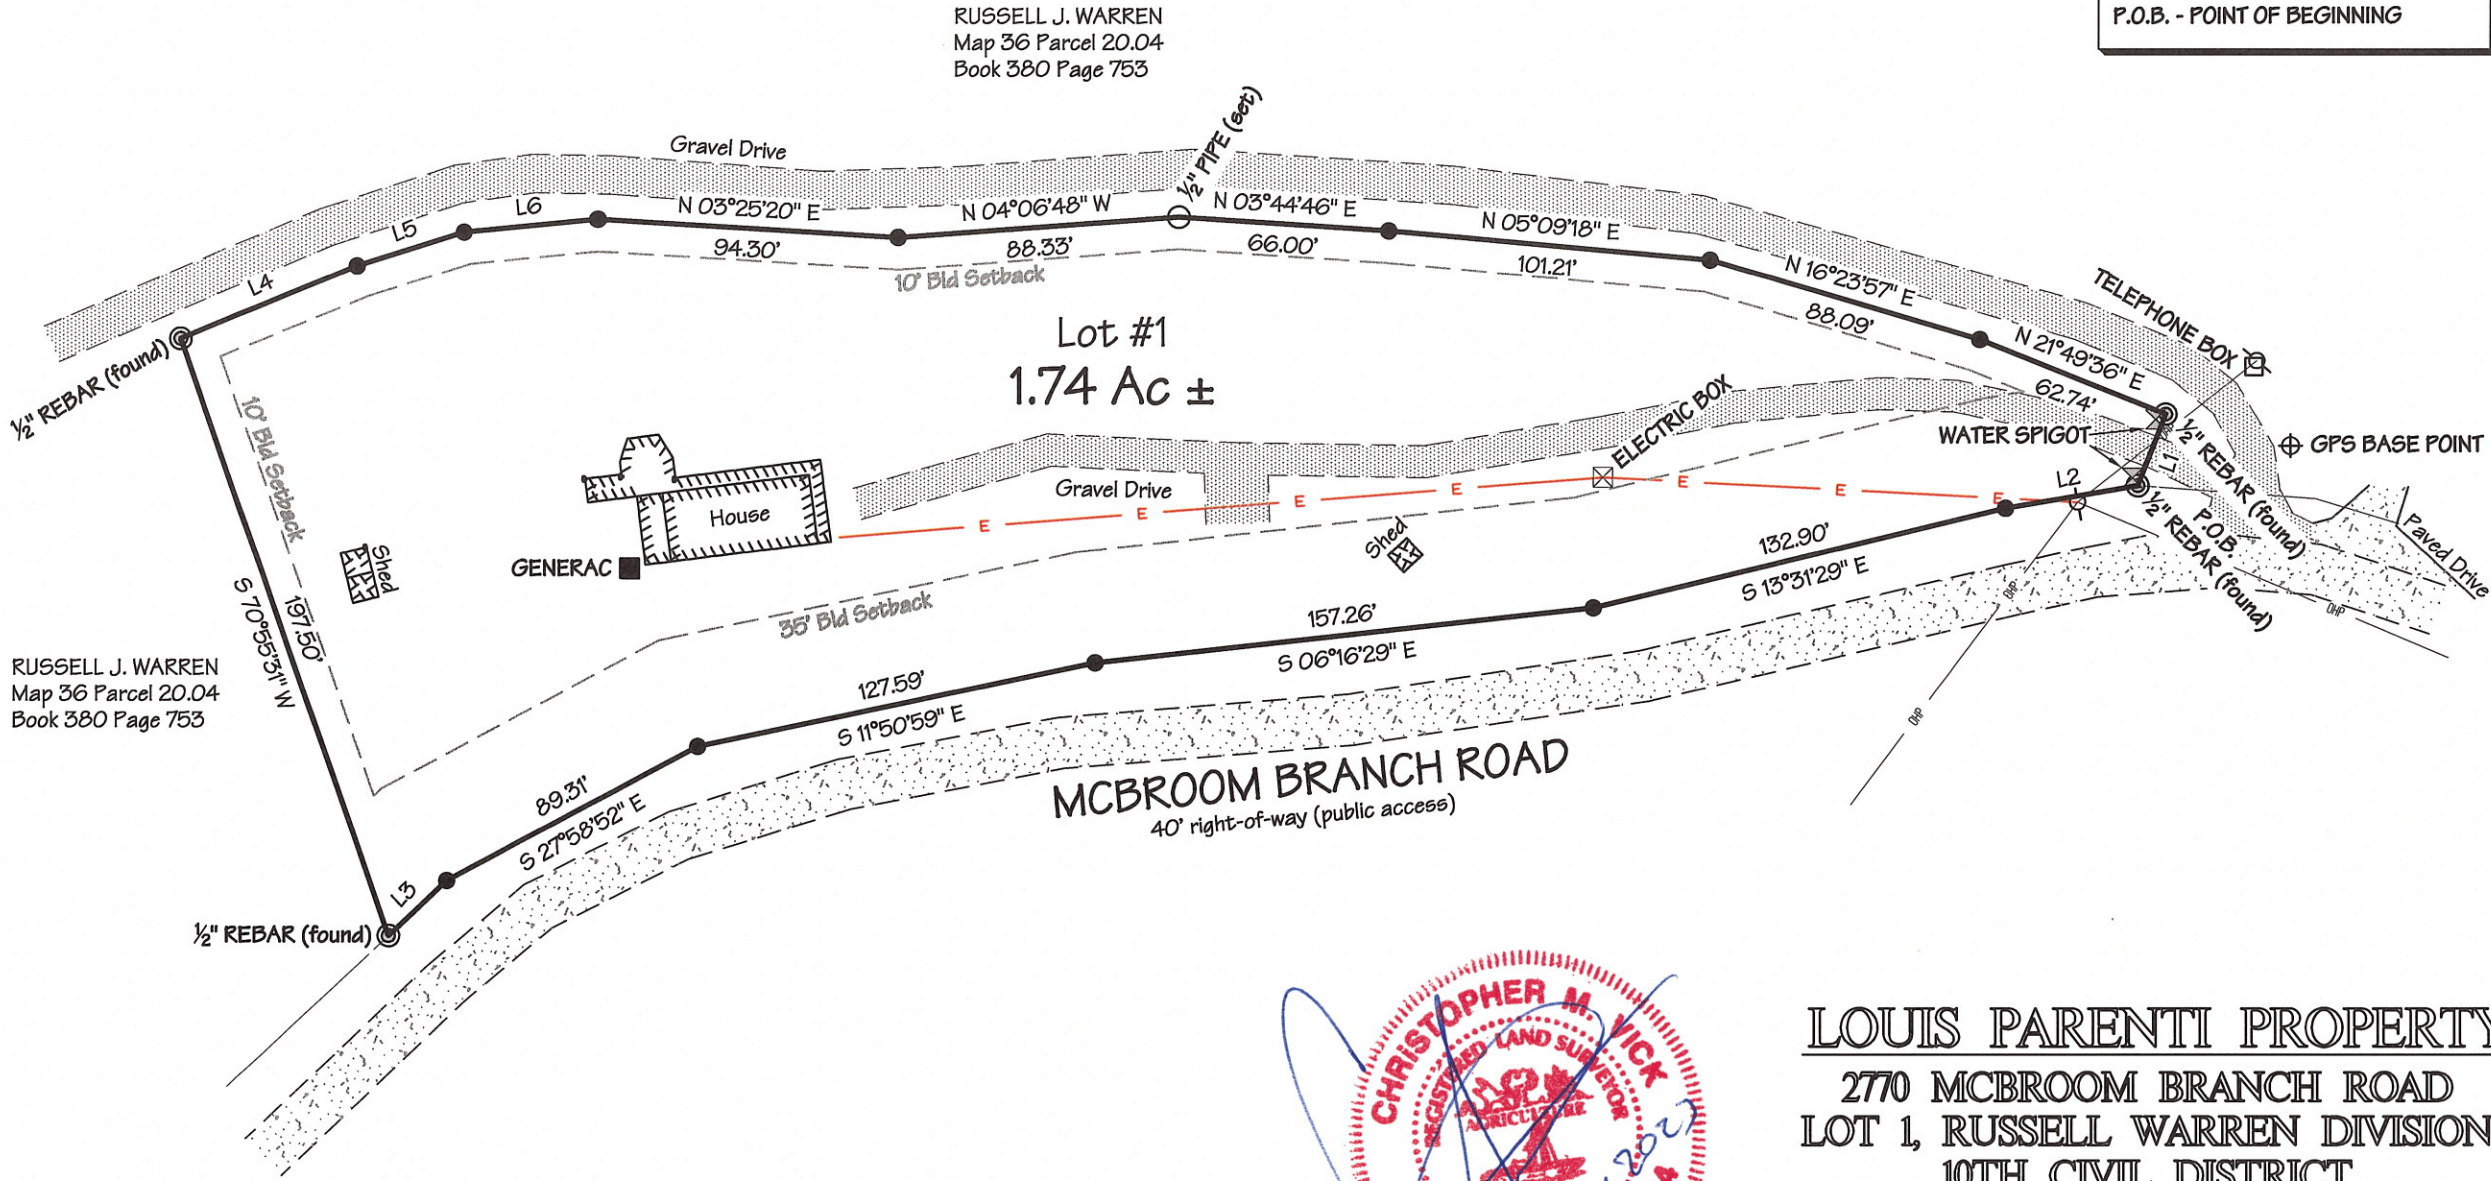 RUSSELL J. WARREN
Map 36 Parcel 20.04
Book 380 Page 753
P.O.B. - POINT OF BEGINNING
Gravel Drive
½" PIPE (set)
L4
L5
L6
N 03°25'20" E
94.30'
N 04°06'48" W
88.33'
N 03°44'46" E
66.00'
N 05°09'18" E
101.21'
N 16°23'57" E
88.09'
N 21°49'36" E
62.74'
10' Bld Setback
TELEPHONE BOX
½" REBAR (found)
Lot #1
1.74 Ac ±
ELECTRIC BOX
WATER SPIGOT
GPS BASE POINT
L1
½" REBAR (found)
L2
P.O.B.
½" REBAR (found)
Paved Drive
10' Bld Setback
Gravel Drive
E
E
E
E
E
E
E
House
GENERAC
Shed
Shed
S 70°55'31" W
197.50'
35' Bld Setback
132.90'
S 13°31'29" E
157.26'
S 06°16'29" E
127.59'
S 11°50'59" E
89.31'
S 27°58'52" E
L3
OHP
OHP
OHP
RUSSELL J. WARREN
Map 36 Parcel 20.04
Book 380 Page 753
MCBROOM BRANCH ROAD
40' right-of-way (public access)
½" REBAR (found)
CHRISTOPHER M. VICK
REGISTERED LAND SURVEYOR
AGRICULTURE
LOUIS PARENTI PROPERTY
2770 MCBROOM BRANCH ROAD
LOT 1, RUSSELL WARREN DIVISION
10TH CIVIL DISTRICT